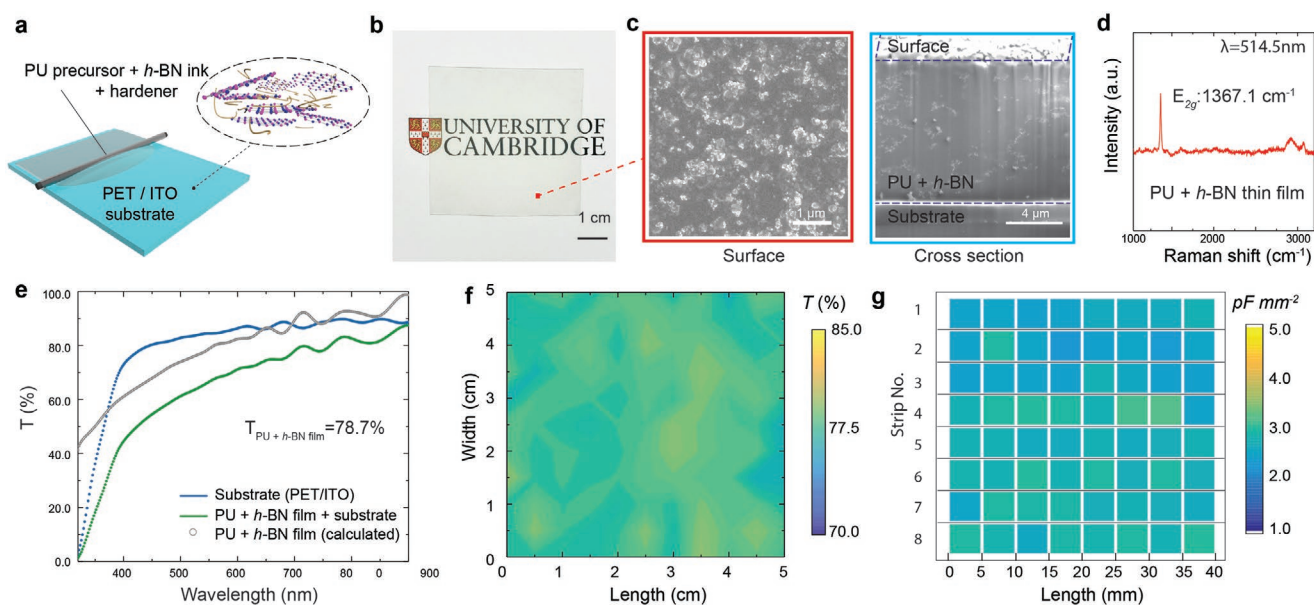 a
PU precursor + h-BN ink
+ hardener
PET / ITO
substrate
b
UNIVERSITY OF
CAMBRIDGE
1 cm
c
1 µm
Surface
Surface
PU + h-BN
Substrate
4 µm
Cross section
d
Intensity (a.u.)
λ=514.5nm
E2g:1367.1 cm-1
PU + h-BN thin film
1000 2000 3000
Raman shift (cm-1)
e
T (%)
100.0
80.0
60.0
40.0
20.0
0.0
TPU + h-BN film=78.7%
Substrate (PET/ITO)
PU + h-BN film + substrate
PU + h-BN film (calculated)
400 500 600 700 0 900
Wavelength (nm)
f
Width (cm)
5
4
3
2
1
0
0 1 2 3 4 5
Length (cm)
T (%)
85.0
77.5
70.0
g
Strip No.
1
2
3
4
5
6
7
8
0 5 10 15 20 25 30 35 40
Length (mm)
pF mm-2
5.0
4.0
3.0
2.0
1.0